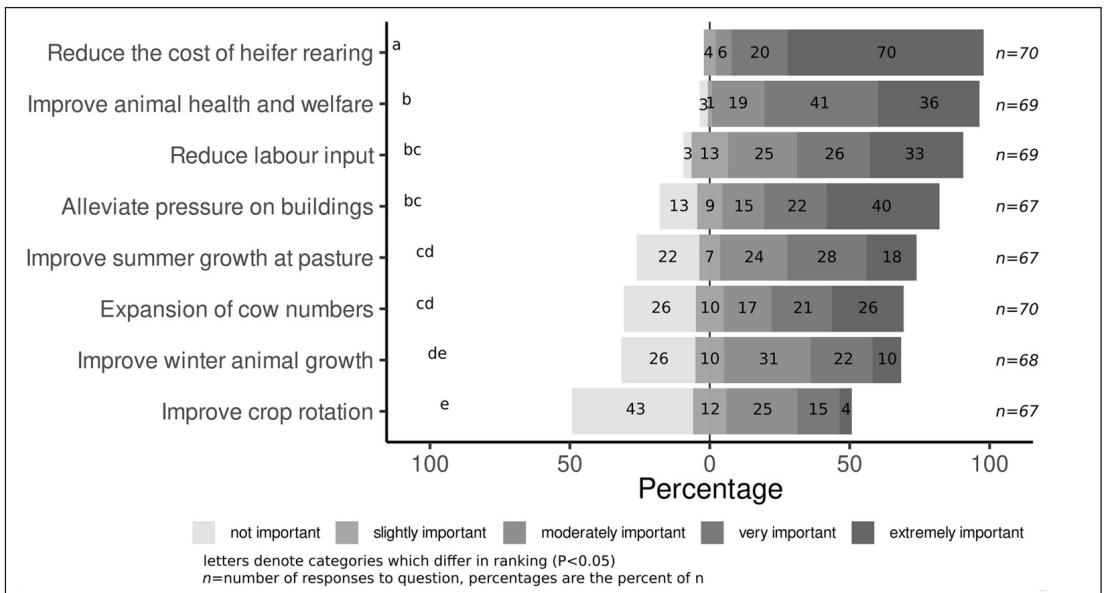 Reduce the cost of heifer rearing a 4 6 20 70 n=70
Improve animal health and welfare b 3 1 19 41 36 n=69
Reduce labour input bc 3 13 25 26 33 n=69
Alleviate pressure on buildings bc 13 9 15 22 40 n=67
Improve summer growth at pasture cd 22 7 24 28 18 n=67
Expansion of cow numbers cd 26 10 17 21 26 n=70
Improve winter animal growth de 26 10 31 22 10 n=68
Improve crop rotation e 43 12 25 15 4 n=67
100 50 0 50 100
Percentage
not important slightly important moderately important very important extremely important
letters denote categories which differ in ranking (P<0.05)
n=number of responses to question, percentages are the percent of n